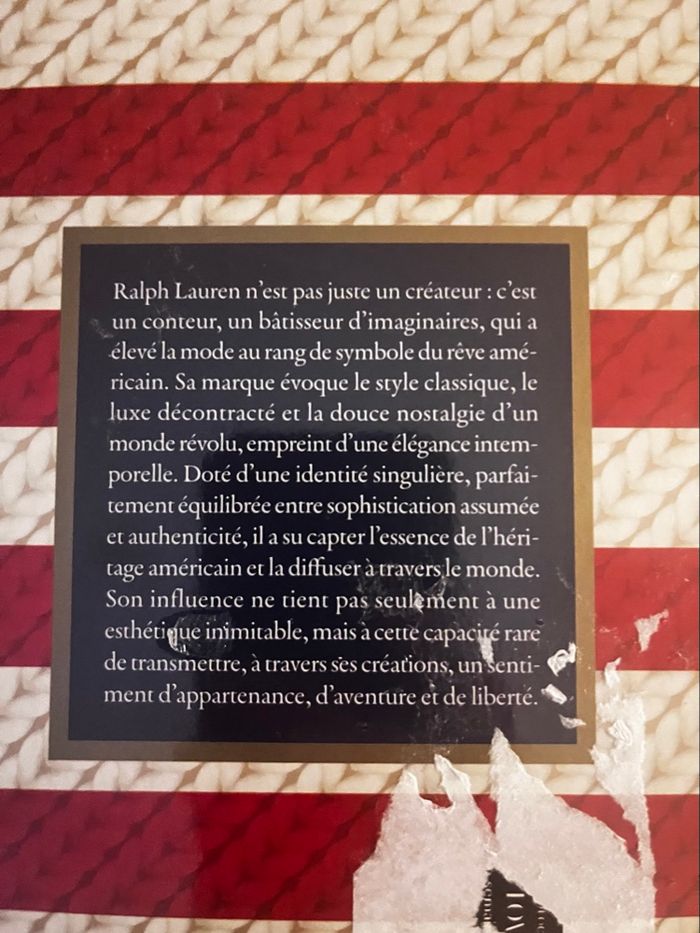 Ralph Lauren n'est pas juste un créateur : c'est
un conteur, un bâtisseur d'imaginaires, qui a
élevé la mode au rang de symbole du rêve amé-
ricain. Sa marque évoque le style classique, le
luxe décontracté et la douce nostalgie d'un
monde révolu, empreint d'une élégance intem-
porelle. Doté d'une identité singulière, parfai-
tement équilibrée entre sophistication assumée
et authenticité, il a su capter l'essence de l'héri-
tage américain et la diffuser à travers le monde.
Son influence ne tient pas seulement à une
esthétique inimitable, mais à cette capacité rare
de transmettre, à travers ses créations, un senti-
ment d'appartenance, d'aventure et de liberté.